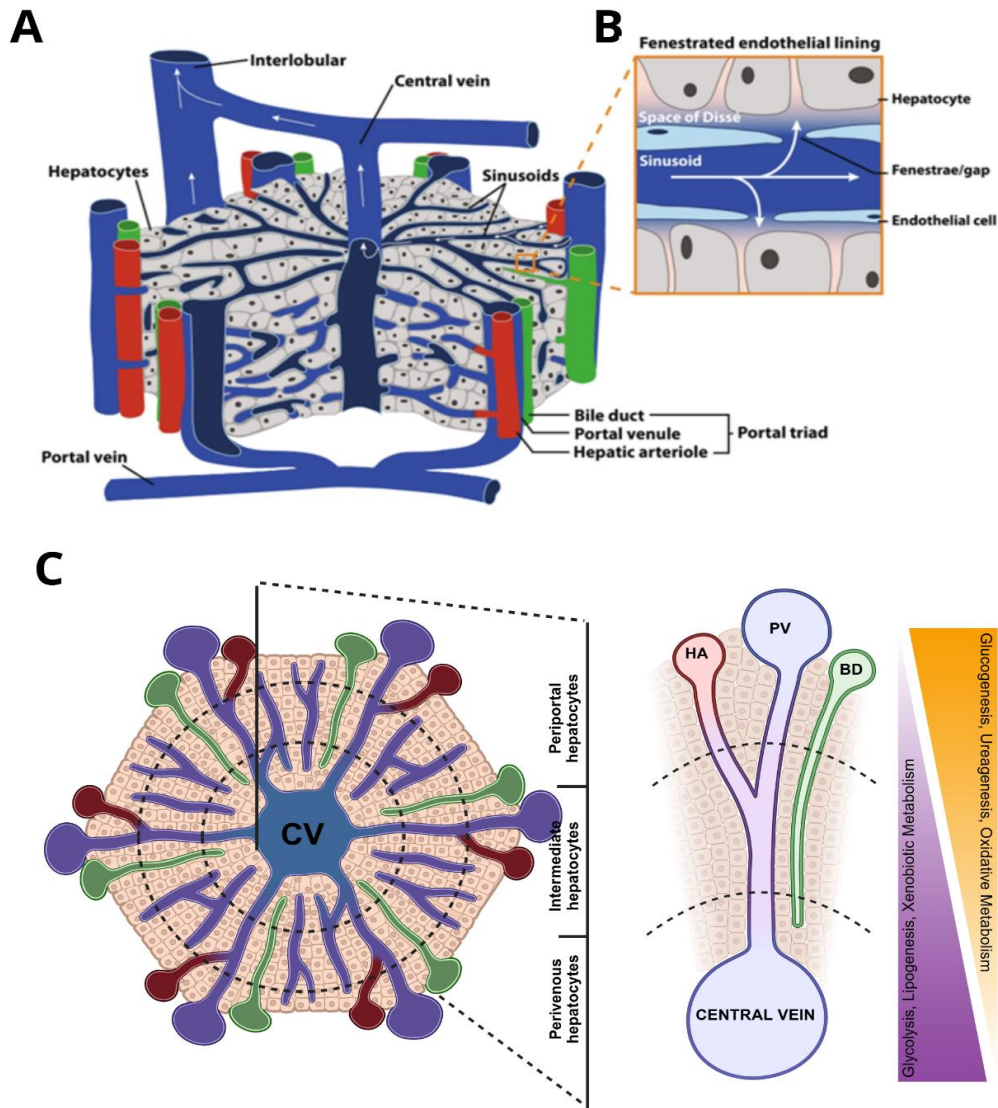 A
Interlobular
Central vein
Hepatocytes
Sinusoids
Bile duct
Portal venule
Hepatic arteriole
Portal triad
Portal vein
B
Fenestrated endothelial lining
Hepatocyte
Space of Dissé
Sinusoid
Fenestrae/gap
Endothelial cell
C
CV
Periportal
hepatocytes
Intermediate
hepatocytes
Perivenous
hepatocytes
HA
PV
BD
CENTRAL VEIN
Glycolysis, Lipogenesis, Xenobiotic Metabolism
Glucogenesis, Ureagenesis, Oxidative Metabolism